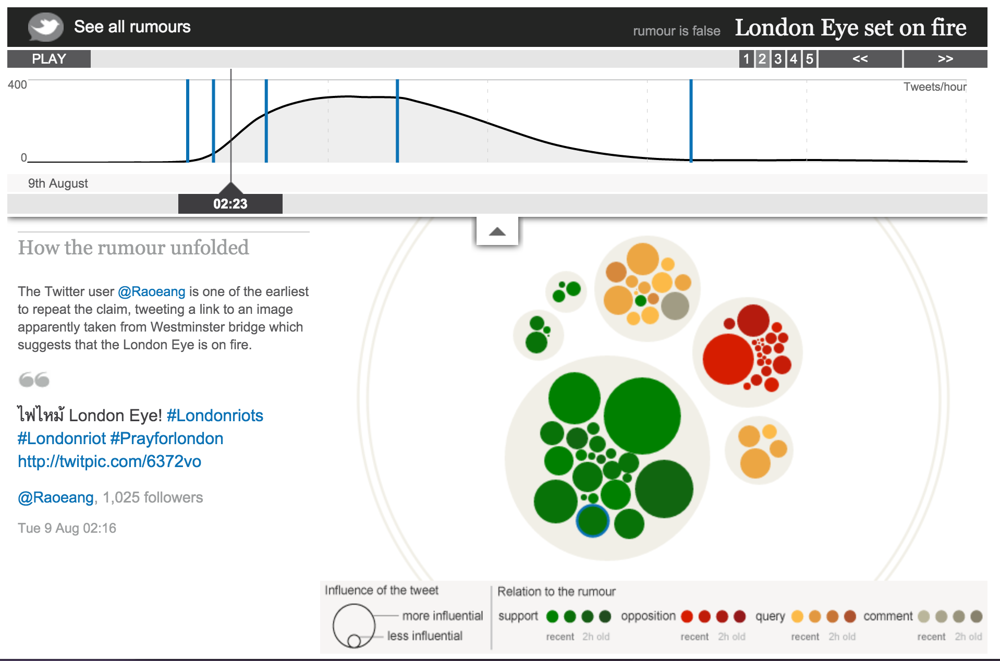 See all rumours
rumour is false London Eye set on fire
PLAY
1 2 3 4 5 << >>
400
Tweets/hour
0
9th August
02:23
How the rumour unfolded
The Twitter user @Raoeang is one of the earliest
to repeat the claim, tweeting a link to an image
apparently taken from Westminster bridge which
suggests that the London Eye is on fire.
ไฟไหม้ London Eye! #Londonriots
#Londonriot #Prayforlondon
http://twitpic.com/6372vo
@Raoeang, 1,025 followers
Tue 9 Aug 02:16
Influence of the tweet
more influential
less influential
Relation to the rumour
support opposition query comment
recent 2h old recent 2h old recent 2h old recent 2h old